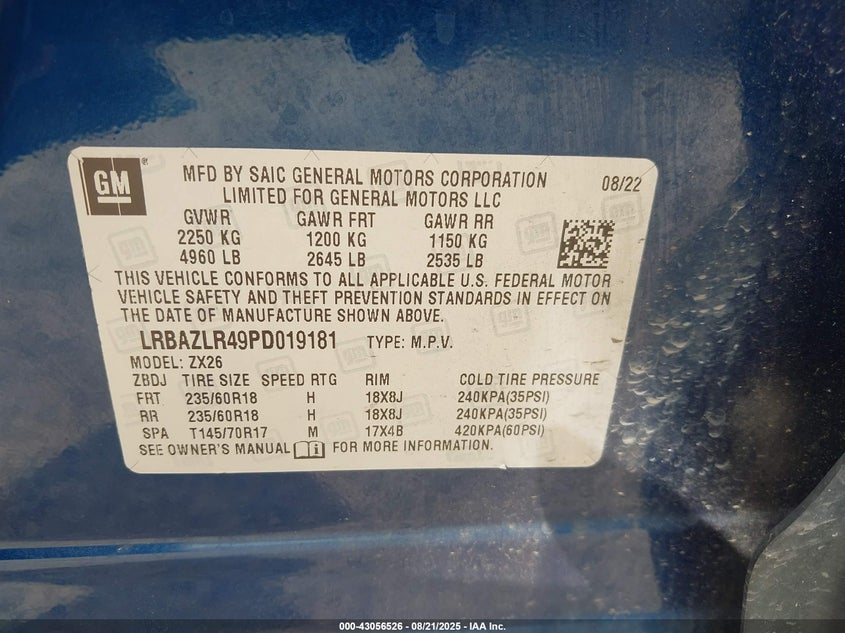 GM ®
MFD BY SAIC GENERAL MOTORS CORPORATION 08/22
LIMITED FOR GENERAL MOTORS LLC
GVWR GAWR FRT GAWR RR
2250 KG 1200 KG 1150 KG
4960 LB 2645 LB 2535 LB
THIS VEHICLE CONFORMS TO ALL APPLICABLE U.S. FEDERAL MOTOR
VEHICLE SAFETY AND THEFT PREVENTION STANDARDS IN EFFECT ON
THE DATE OF MANUFACTURE SHOWN ABOVE.
LRBAZLR49PD019181 TYPE: M.P.V.
MODEL: ZX26
ZBDJ TIRE SIZE SPEED RTG RIM COLD TIRE PRESSURE
FRT 235/60R18 H 18X8J 240KPA(35PSI)
RR 235/60R18 H 18X8J 240KPA(35PSI)
SPA T145/70R17 M 17X4B 420KPA(60PSI)
SEE OWNER'S MANUAL FOR MORE INFORMATION.
000-43056526 - 08/21/2025 - IAA Inc.